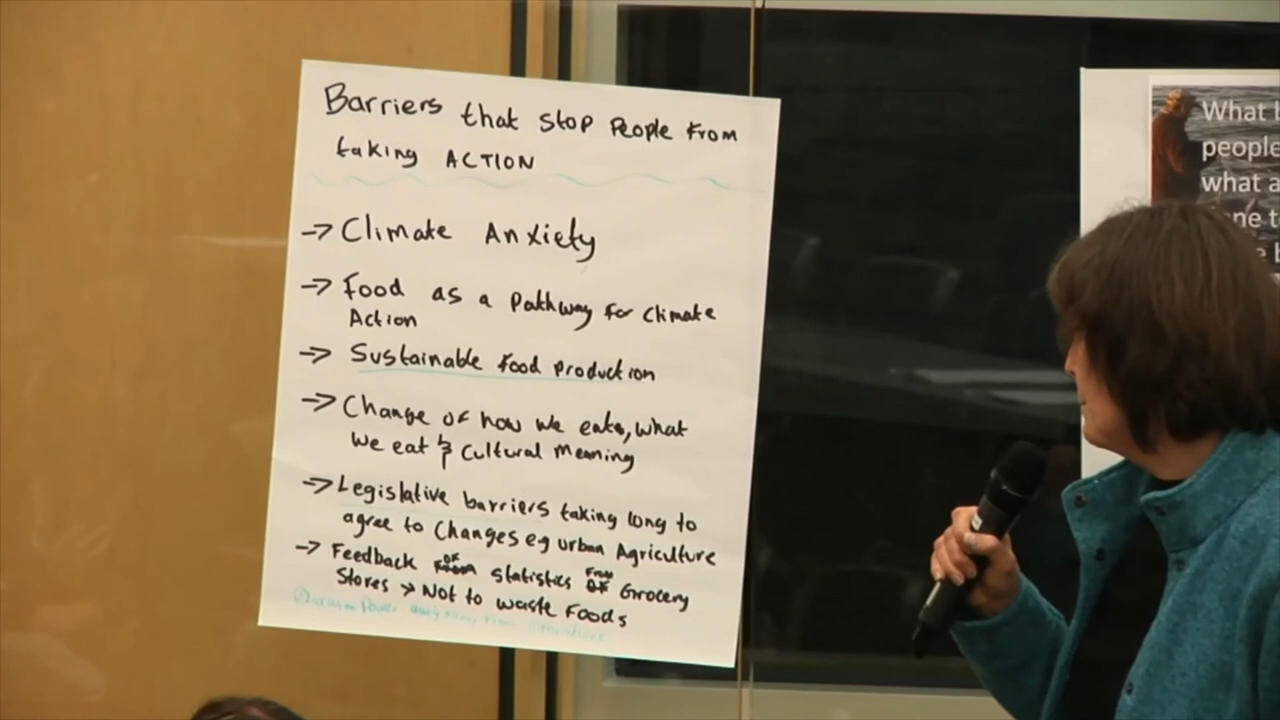 Barriers that stop People From
taking ACTION
→ Climate Anxiety
→ Food as a Pathway for Climate
Action
→ Sustainable Food production
→ Change of how we eats, what
we eat & Cultural Meaning
→ Legislative barriers taking long to
agree to Changes eg urban Agriculture
→ Feedback OF statistics From Grocery
Stores → Not to waste Foods
What
people
what